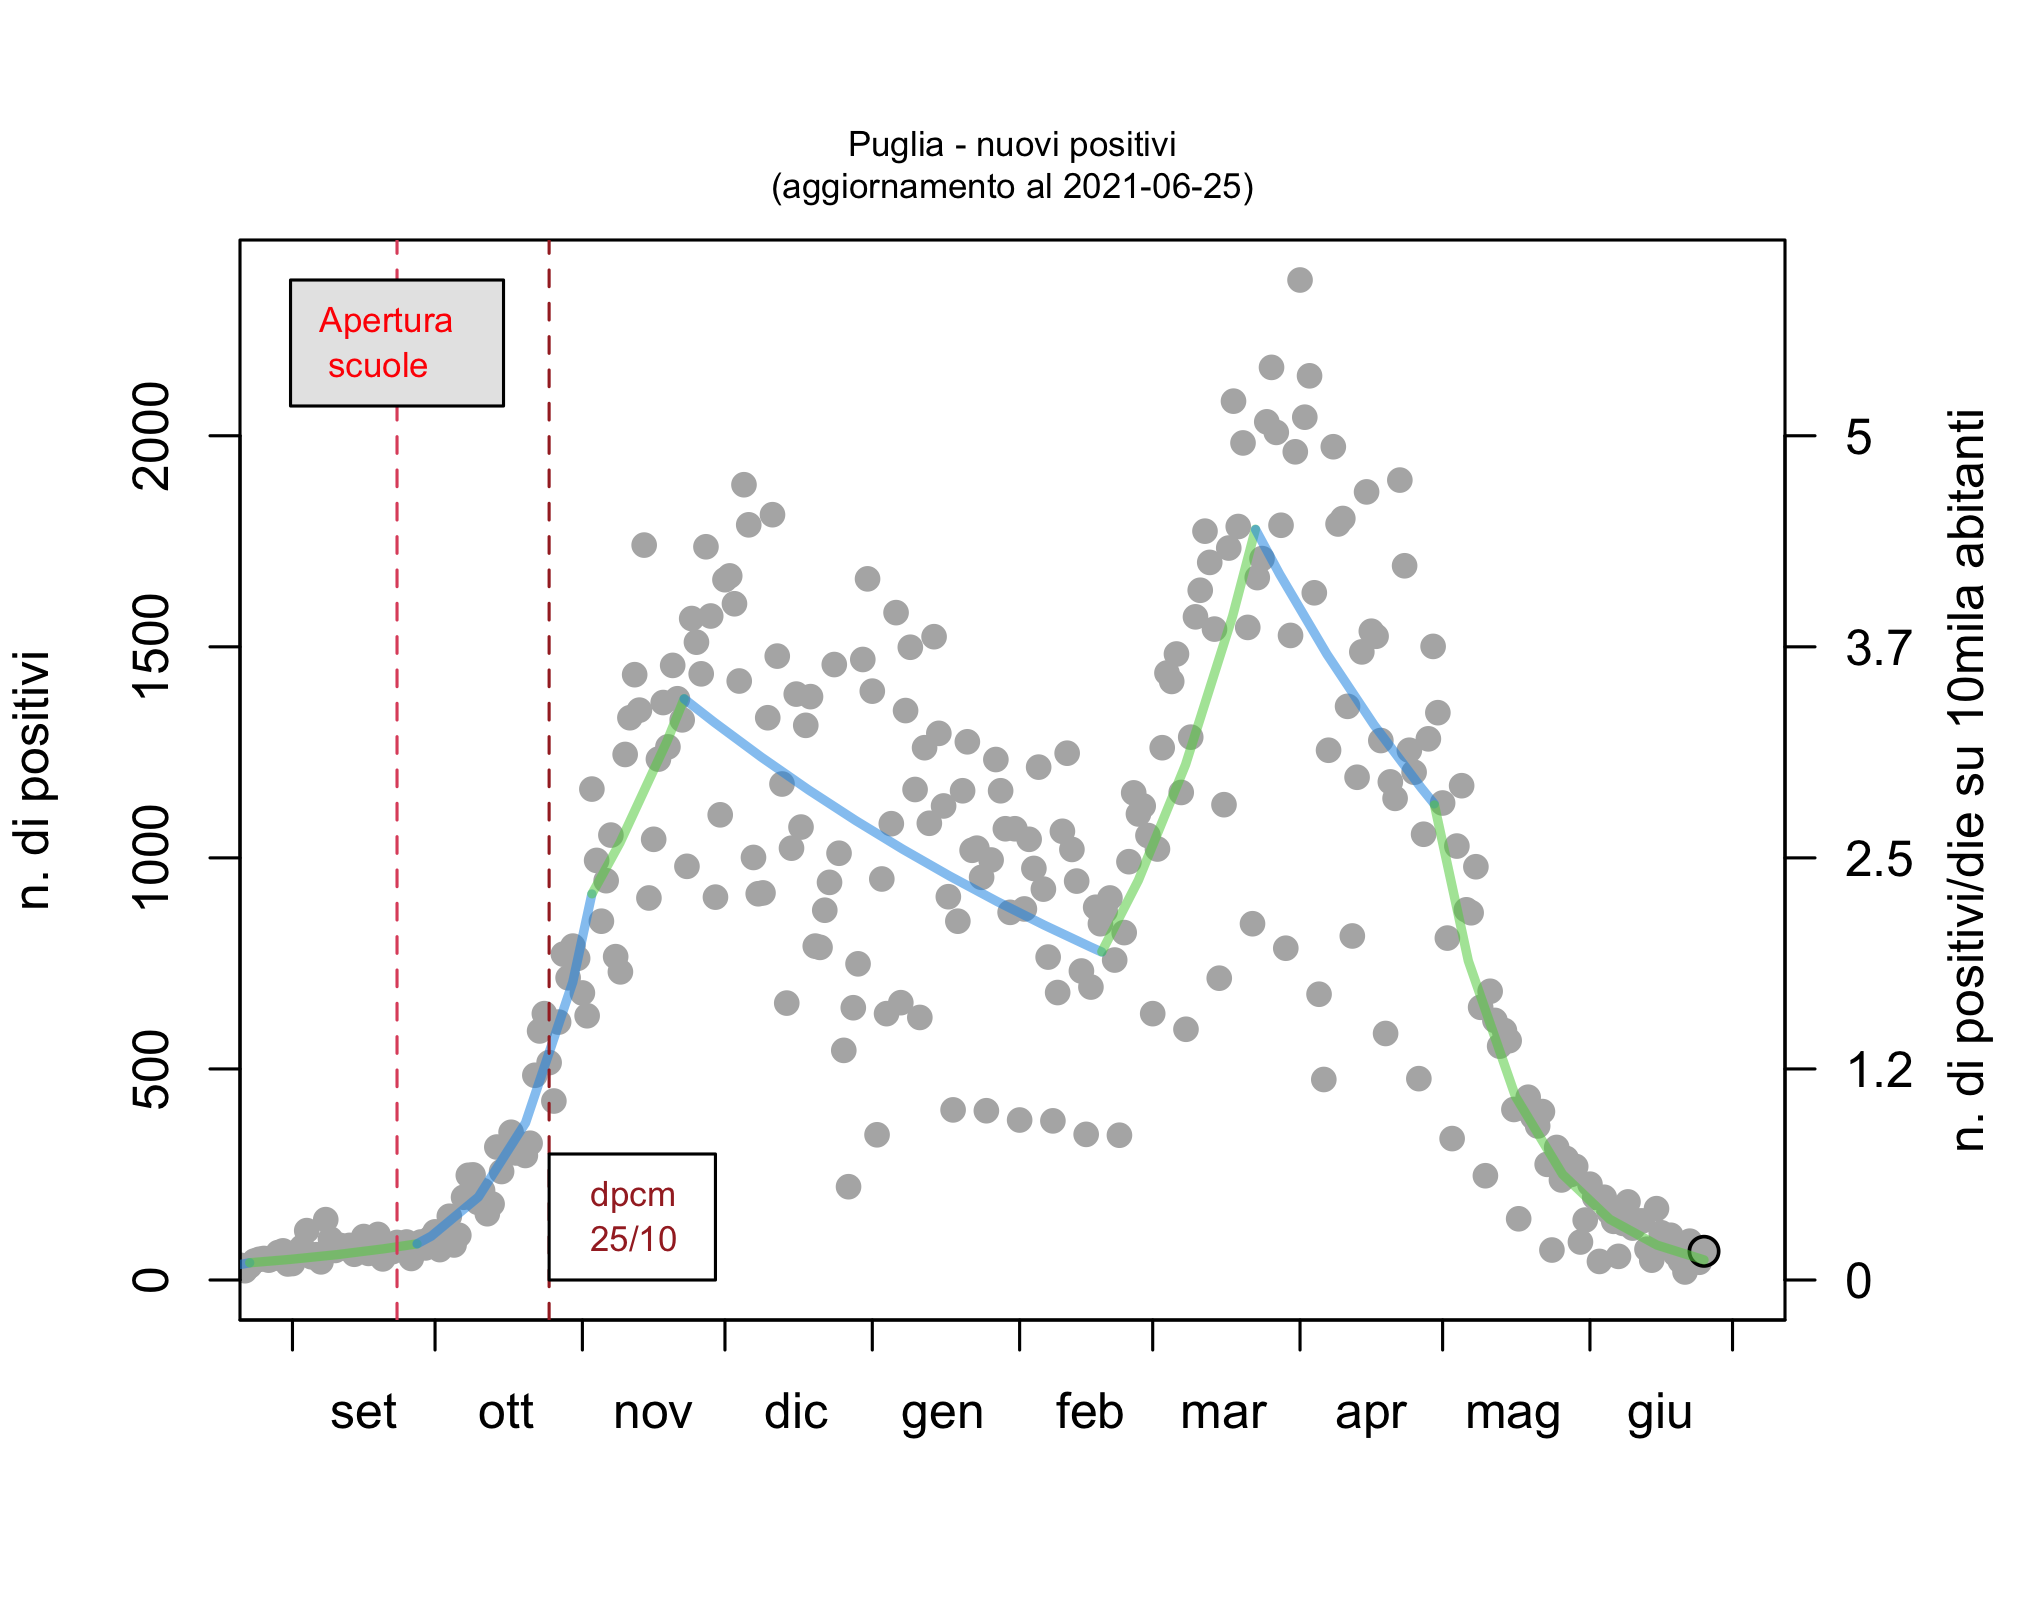 Puglia - nuovi positivi
(aggiornamento al 2021-06-25)
Apertura
scuole
dpcm
25/10
n. di positivi
2000
1500
1000
500
0
5
3.7
2.5
1.2
0
n. di positivi/die su 10mila abitanti
set ott nov dic gen feb mar apr mag giu